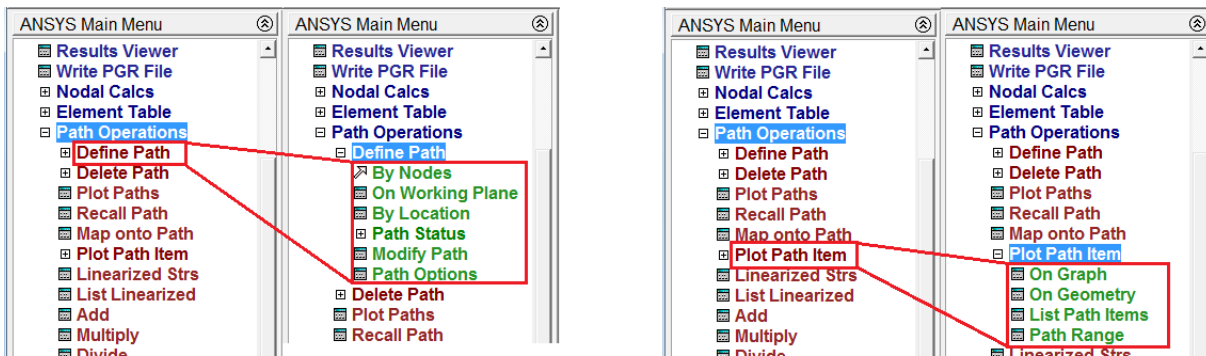 ANSYS Main Menu
Results Viewer
Write PGR File
Nodal Calcs
Element Table
Path Operations
Define Path
Delete Path
Plot Paths
Recall Path
Map onto Path
Plot Path Item
Linearized Strs
List Linearized
Add
Multiply
Divide
ANSYS Main Menu
Results Viewer
Write PGR File
Nodal Calcs
Element Table
Path Operations
Define Path
By Nodes
On Working Plane
By Location
Path Status
Modify Path
Path Options
Delete Path
Plot Paths
Recall Path
ANSYS Main Menu
Results Viewer
Write PGR File
Nodal Calcs
Element Table
Path Operations
Define Path
Delete Path
Plot Paths
Recall Path
Map onto Path
Plot Path Item
Linearized Strs
List Linearized
Add
Multiply
Divide
ANSYS Main Menu
Results Viewer
Write PGR File
Nodal Calcs
Element Table
Path Operations
Define Path
Delete Path
Plot Paths
Recall Path
Map onto Path
Plot Path Item
On Graph
On Geometry
List Path Items
Path Range
Linearized Strs